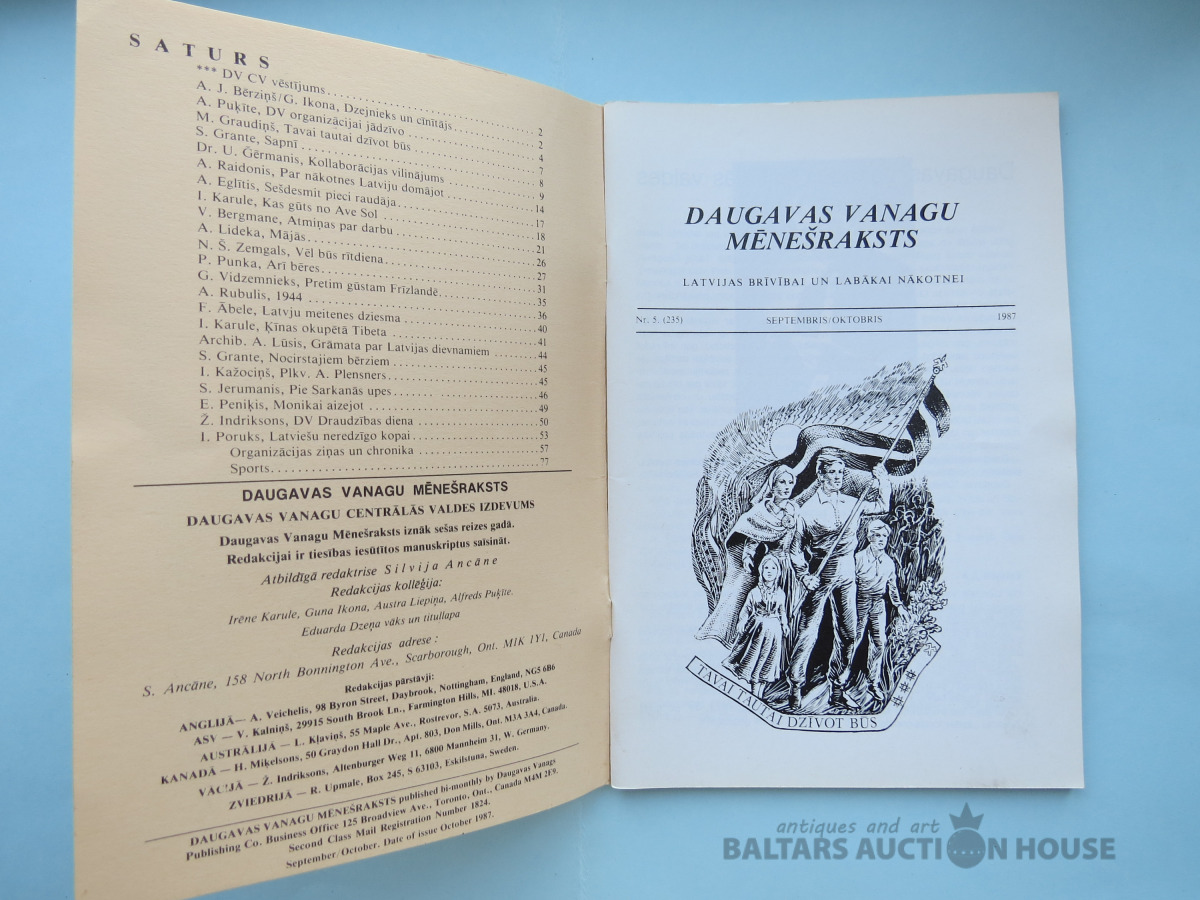 SATURS
*** DV CV vēstījums 2
A. J. Bērziņš/G. Ikona, Dzejnieks un cīnītājs 2
A. Puķīte, DV organizācijai jādzīvo 4
M. Graudiņš, Tavai tautai dzīvot būs 7
S. Grante, Sapnī 8
Dr. U. Ģērmanis, Kollaborācijas vilinājums 9
A. Raidonis, Par nākotnes Latviju domājot 14
A. Eglītis, Sešdesmit pieci raudāja 17
I. Karule, Kas gūts no Ave Sol 18
V. Bergmane, Atmiņas par darbu 21
A. Lideka, Mājās 26
N. Š. Zemgals, Vēl būs rītdiena 27
P. Punka, Arī bēres 31
G. Vidzemnieks, Pretim gūstam Frīzlandē 35
A. Rubulis, 1944 36
F. Ābele, Latvju meitenes dziesma 40
I. Karule, Ķīnas okupētā Tibeta 41
Archib. A. Lūsis, Grāmata par Latvijas dievnamiem 44
S. Grante, Nocirstajiem bērziem 45
I. Kažociņš, Plkv. A. Plensners 45
S. Jerumanis, Pie Sarkanās upes 46
E. Peniķis, Monikai aizejot 49
Ž. Indriksons, DV Draudzības diena 50
I. Poruks, Latviešu neredzīgo kopai 53
Organizācijas ziņas un chronika 57
Sports 77
DAUGAVAS VANAGU MĒNEŠRAKSTS
DAUGAVAS VANAGU CENTRĀLĀS VALDES IZDEVUMS
Daugavas Vanagu Mēnešraksts iznāk sešas reizes gadā.
Redakcijai ir tiesības iesūtītos manuskriptus saīsināt.
Atbildīgā redaktrise Silvija Ancāne
Redakcijas kollēģija:
Irēne Karule, Guna Ikona, Austra Liepiņa, Alfreds Puķīte.
Eduarda Dzeņa vāks un titullapa
Redakcijas adrese:
S. Ancāne, 158 North Bonnington Ave., Scarborough, Ont. M1K 1Y1, Canada
Redakcijas pārstāvji:
ANGLIJĀ— A. Veichelis, 98 Byron Street, Daybrook, Nottingham, England, NG5 6B6
ASV — V. Kalniņš, 29915 South Brook Ln., Farmington Hills, MI. 48018, U.S.A.
AUSTRĀLIJĀ — L. Kļaviņš, 55 Maple Ave., Rostrevor, S.A. 5073, Australia.
KANADĀ — H. Miķelsons, 50 Graydon Hall Dr., Apt. 803, Don Mills, Ont. M3A 3A4, Canada.
VĀCIJĀ — Ž. Indriksons, Altenburger Weg 11, 6800 Mannheim 31, W. Germany.
ZVIEDRIJĀ — R. Upmale, Box 245, S 63103, Eskilstuna, Sweden.
DAUGAVAS VANAGU MĒNEŠRAKSTS published bi-monthly by Daugavas Vanags
Publishing Co. Business Office 125 Broadview Ave., Toronto, Ont., Canada M4M 2E9.
Second Class Mail Registration Number 1824.
September/October. Date of issue October 1987.
DAUGAVAS VANAGU
MĒNEŠRAKSTS
LATVIJAS BRĪVĪBAI UN LABĀKAI NĀKOTNEI
Nr. 5. (235) SEPTEMBRIS/OKTOBRIS 1987
TAVAI TAUTAI DZĪVOT BŪS
antiques and art
BALTARS AUCTION HOUSE